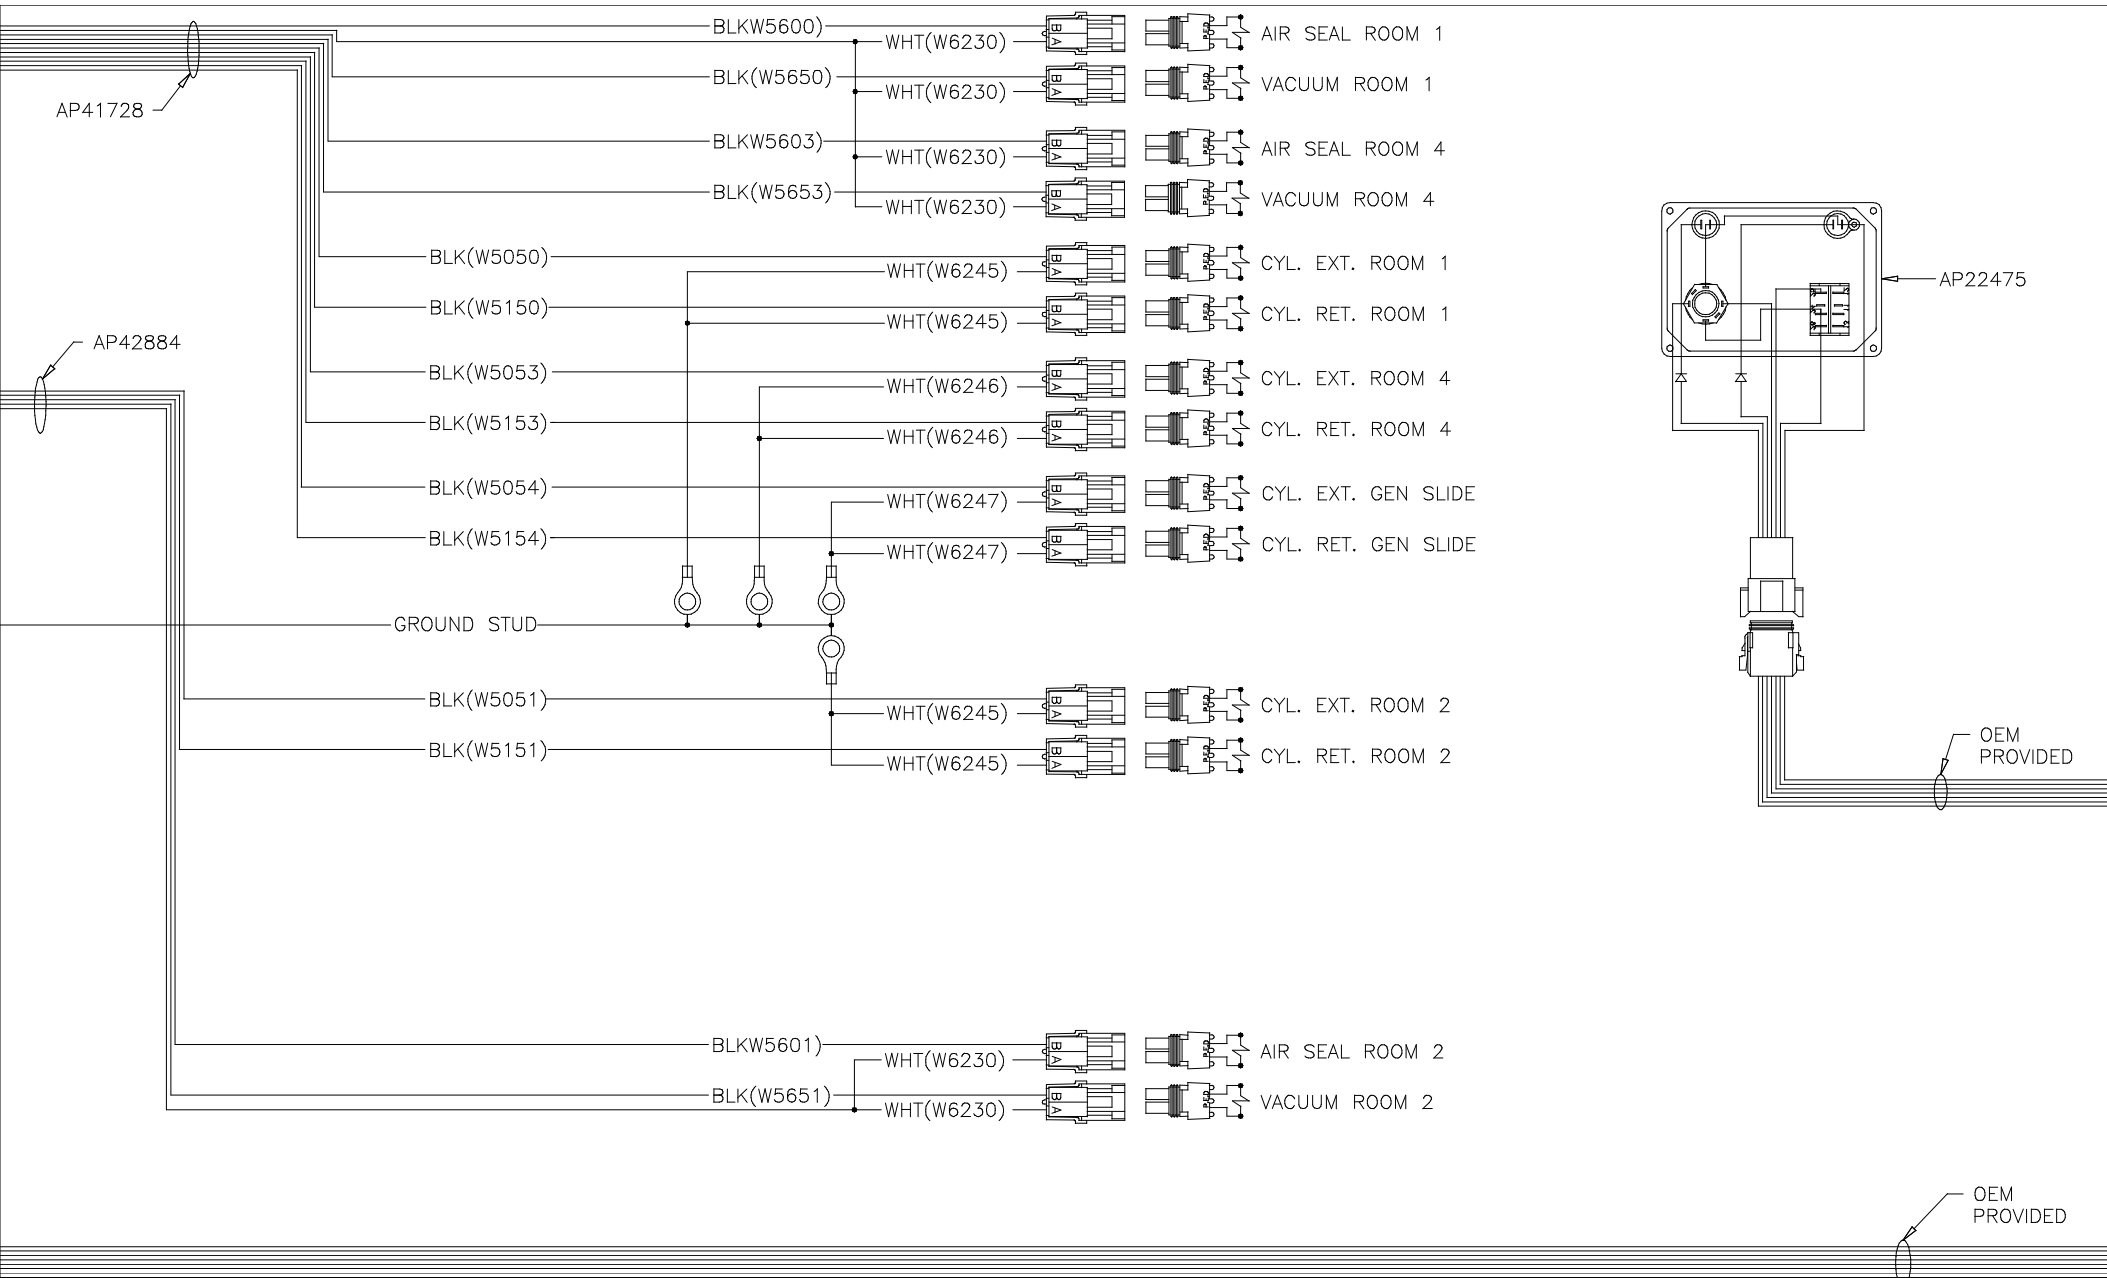 BLKW5600)
WHT(W6230)
AIR SEAL ROOM 1
BLK(W5650)
WHT(W6230)
VACUUM ROOM 1
AP41728
BLKW5603)
WHT(W6230)
AIR SEAL ROOM 4
BLK(W5653)
WHT(W6230)
VACUUM ROOM 4
BLK(W5050)
WHT(W6245)
CYL. EXT. ROOM 1
AP22475
BLK(W5150)
WHT(W6245)
CYL. RET. ROOM 1
AP42884
BLK(W5053)
WHT(W6246)
CYL. EXT. ROOM 4
BLK(W5153)
WHT(W6246)
CYL. RET. ROOM 4
BLK(W5054)
WHT(W6247)
CYL. EXT. GEN SLIDE
BLK(W5154)
WHT(W6247)
CYL. RET. GEN SLIDE
GROUND STUD
BLK(W5051)
WHT(W6245)
CYL. EXT. ROOM 2
BLK(W5151)
WHT(W6245)
CYL. RET. ROOM 2
OEM
PROVIDED
BLKW5601)
WHT(W6230)
AIR SEAL ROOM 2
BLK(W5651)
WHT(W6230)
VACUUM ROOM 2
OEM
PROVIDED